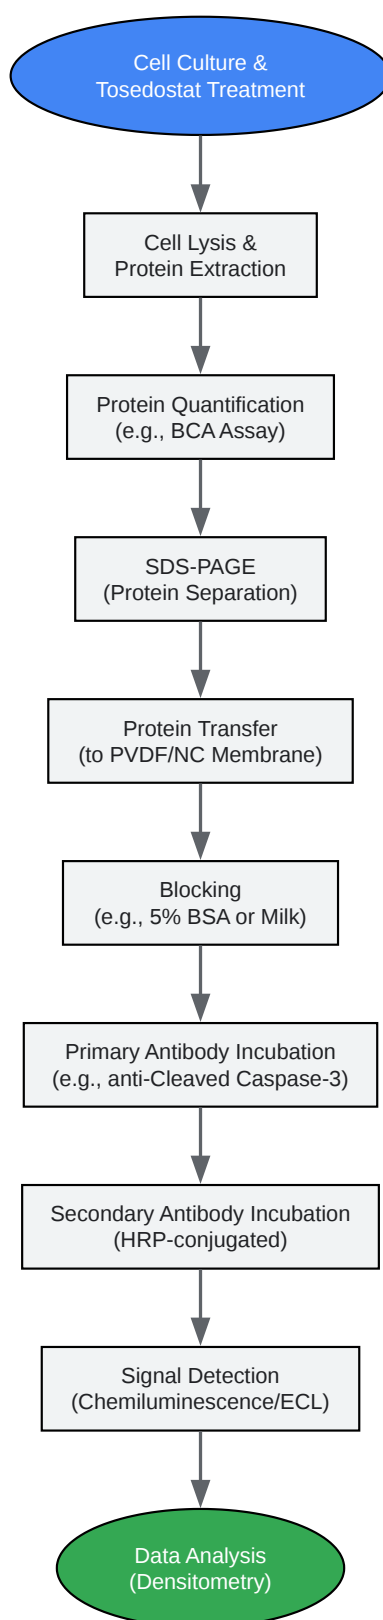 Cell Culture &
Tosedostat Treatment
Cell Lysis &
Protein Extraction
Protein Quantification
(e.g., BCA Assay)
SDS-PAGE
(Protein Separation)
Protein Transfer
(to PVDF/NC Membrane)
Blocking
(e.g., 5% BSA or Milk)
Primary Antibody Incubation
(e.g., anti-Cleaved Caspase-3)
Secondary Antibody Incubation
(HRP-conjugated)
Signal Detection
(Chemiluminescence/ECL)
Data Analysis
(Densitometry)